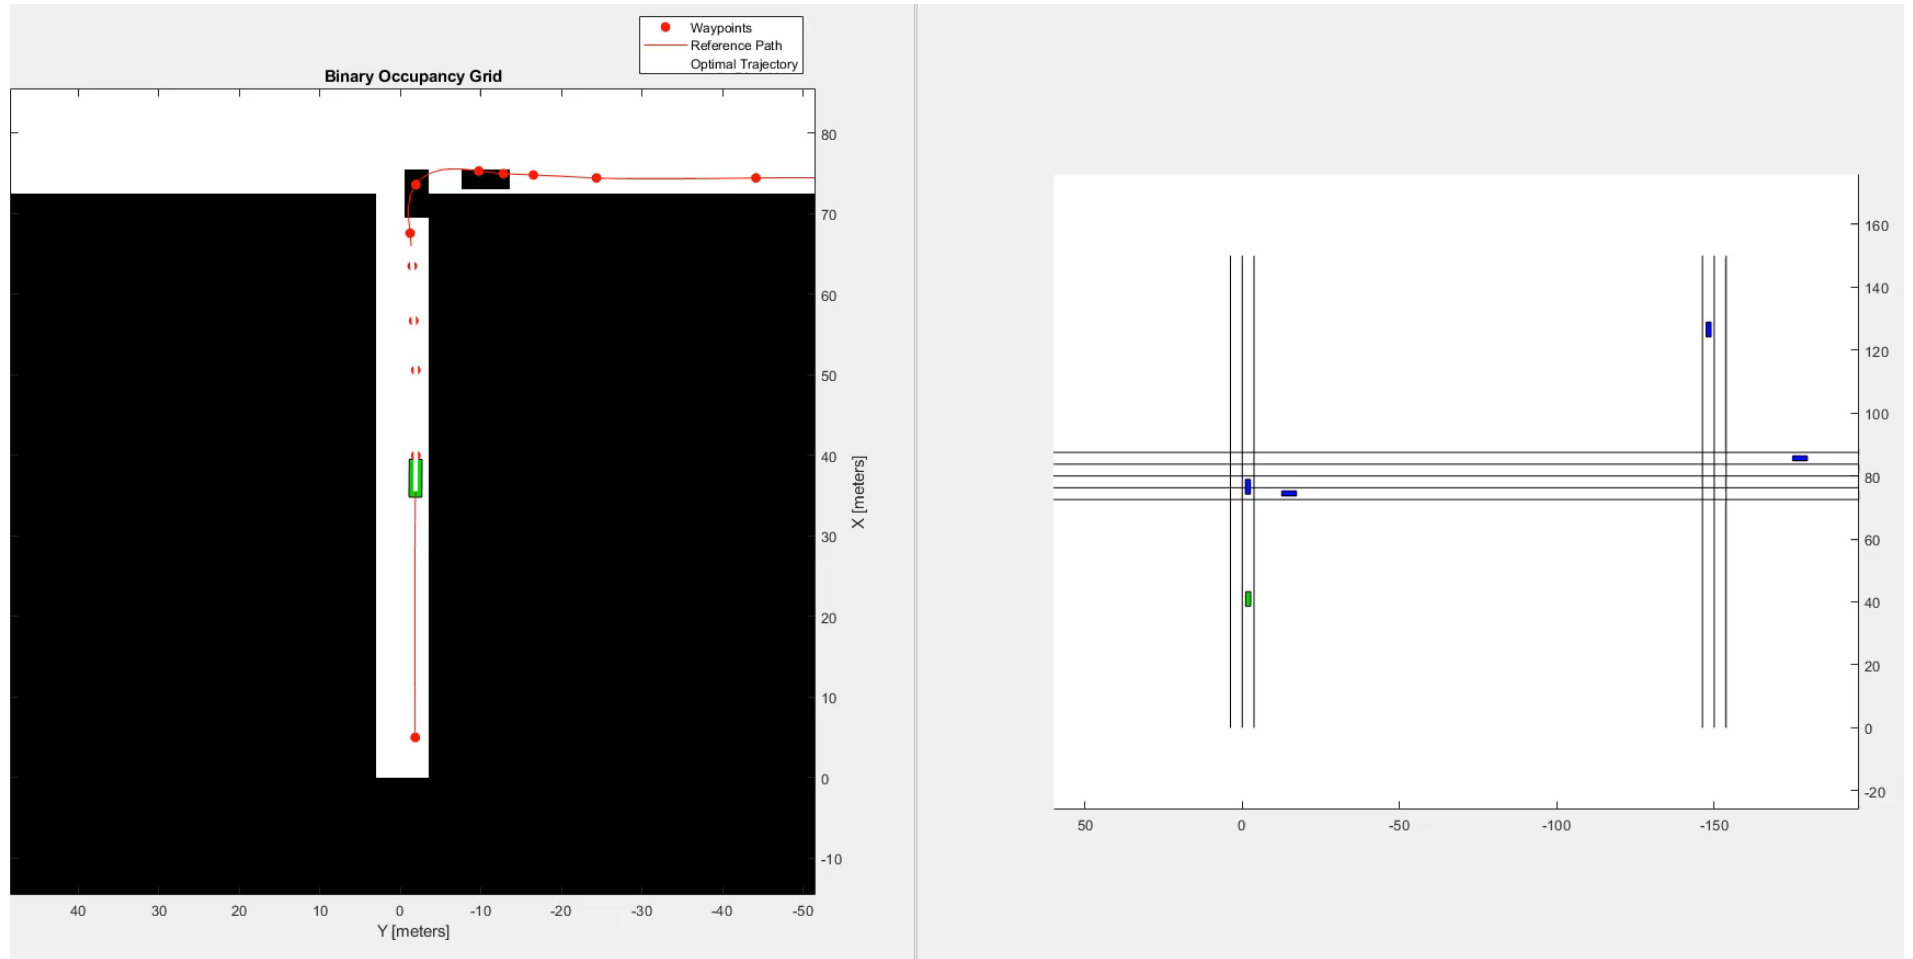 Waypoints
Reference Path
Optimal Trajectory
Binary Occupancy Grid
80
70
60
50
40
30
20
10
0
-10
X [meters]
40 30 20 10 0 -10 -20 -30 -40 -50
Y [meters]
160
140
120
100
80
60
40
20
0
-20
50 0 -50 -100 -150